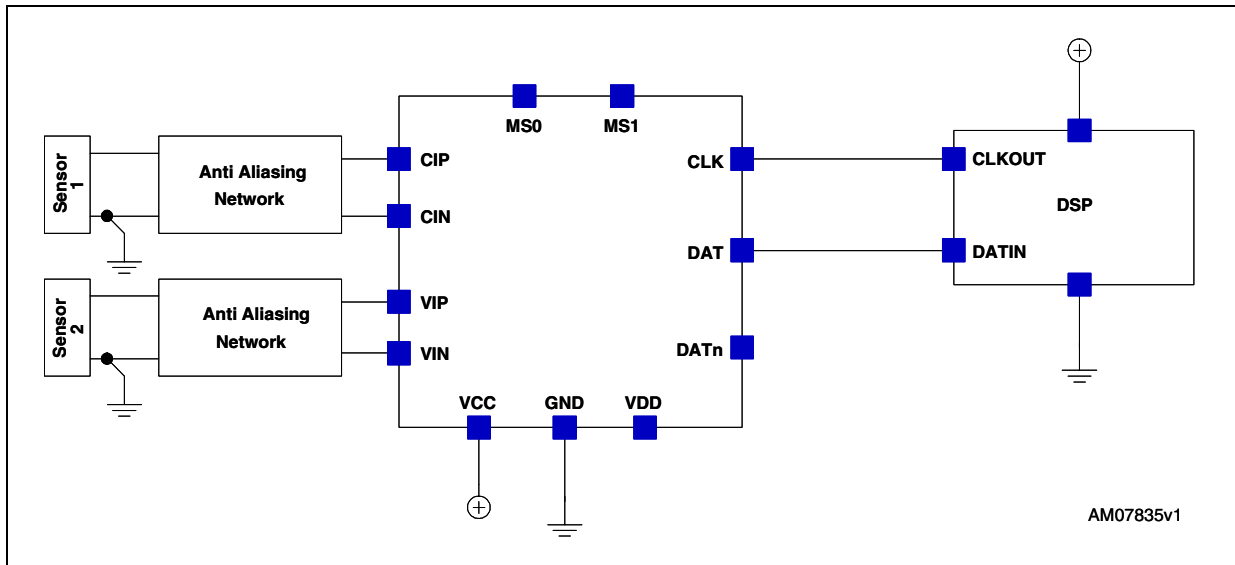 MS0
MS1
Sensor
1
Anti Aliasing
Network
CIP
CIN
CLK
CLKOUT
DSP
DAT
DATIN
Sensor
2
Anti Aliasing
Network
VIP
VIN
DATn
VCC
GND
VDD
AM07835v1